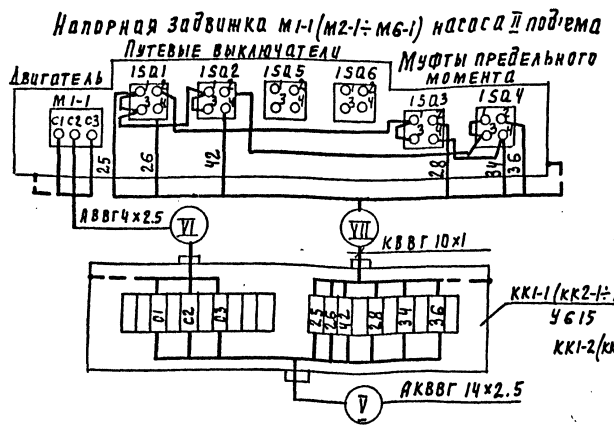 Напорная задвижка М1-1 (М2-1÷М6-1) насоса II подъема
Путевые выключатели
Двигатель
Муфты предельного
момента
М1-1
1SQ1 1SQ2 1SQ5 1SQ6
1SQ3 1SQ4
С1 С2 С3
25 26 42 28 34 36
АВВГ 4×2.5
VI
VII
КВВГ 10×1
С1 С2 С3
25 26 42 28 34 36
КК1-1 (КК2-1÷
У615
КК1-2 (КК
АКВВГ 14×2.5
V